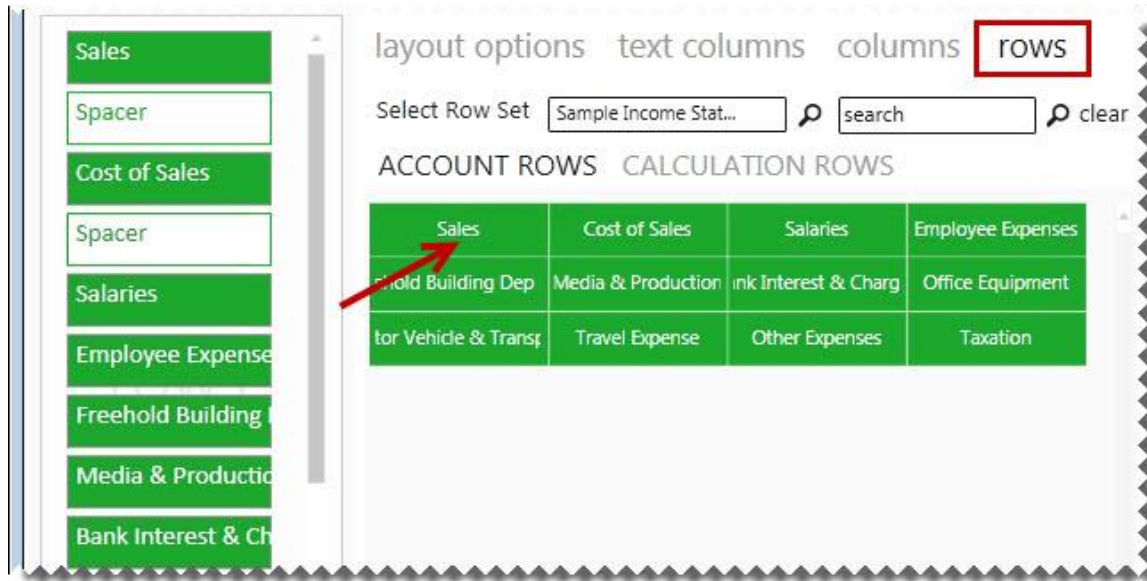 Sales
Spacer
Cost of Sales
Spacer
Salaries
Employee Expense
Freehold Building
Media & Productio
Bank Interest & Ch
layout options text columns columns rows
Select Row Set Sample Income Stat... search clear
ACCOUNT ROWS CALCULATION ROWS
Sales Cost of Sales Salaries Employee Expenses
hold Building Dep Media & Production nk Interest & Charg Office Equipment
tor Vehicle & Transp Travel Expense Other Expenses Taxation